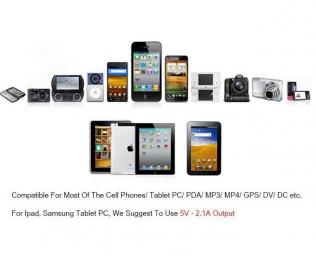 Compatible For Most Of The Cell Phones/ Tablet PC/ PDA/ MP3/ MP4/ GPS/ DV/ DC etc.
For Ipad, Samsung Tablet PC, We Suggest To Use 5V - 2.1A Output